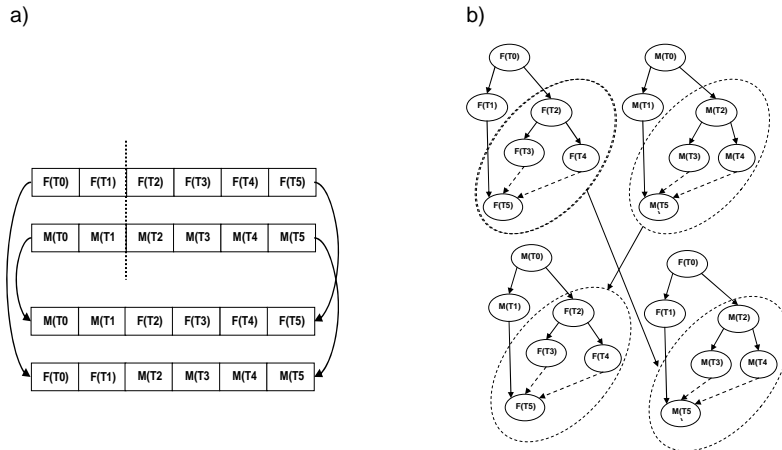 a)
F(T0) F(T1) F(T2) F(T3) F(T4) F(T5)
M(T0 M(T1 M(T2 M(T3 M(T4 M(T5
M(T0 M(T1 F(T2) F(T3) F(T4) F(T5)
F(T0) F(T1) M(T2 M(T3 M(T4 M(T5
b)
F(T0)
F(T1)
F(T2)
F(T3)
F(T4
F(T5)
M(T0)
M(T1)
M(T2)
M(T3)
M(T4
M(T5
M(T0)
M(T1)
F(T2)
F(T3)
F(T4
F(T5)
F(T0)
F(T1)
M(T2)
M(T3)
M(T4
M(T5